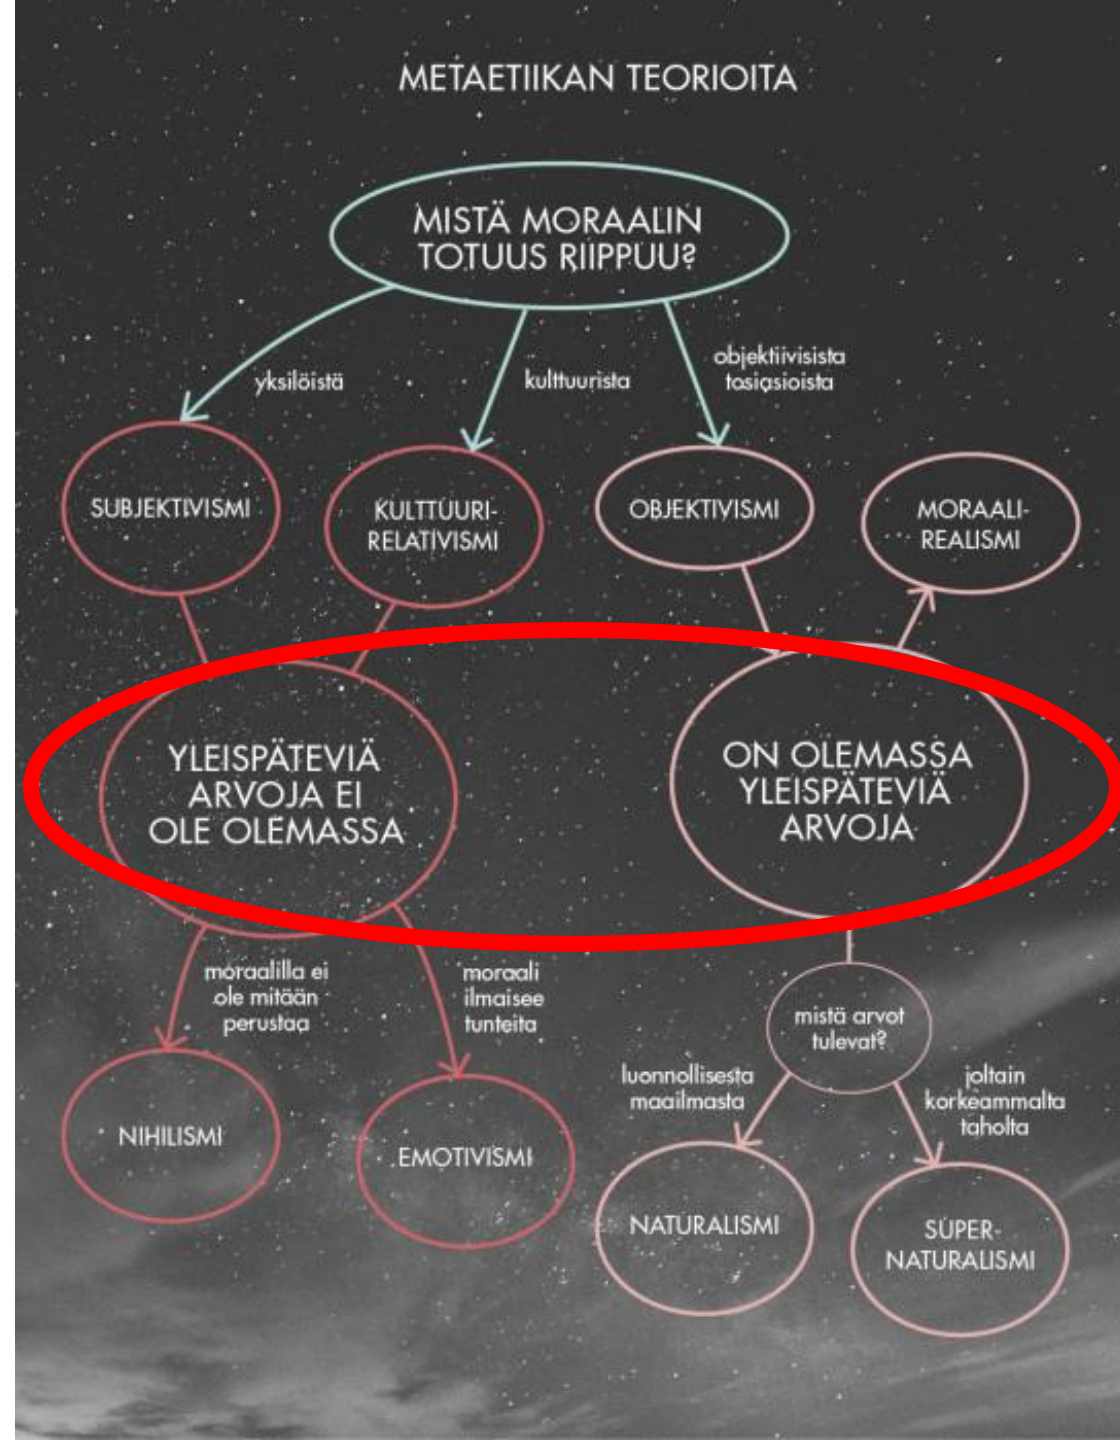 METAETIIKAN TEORIOITA
MISTÄ MORAALIN
TOTUUS RIIPPUU?
yksilöistä
kulttuurista
objektiivisista
tosiasioista
SUBJEKTIVISMI
KULTTUURI-
RELATIVISMI
OBJEKTIVISMI
MORAALI-
REALISMI
YLEISPÄTEVIÄ
ARVOJA EI
OLE OLEMASSA
ON OLEMASSA
YLEISPÄTEVIÄ
ARVOJA
moraalilla ei
ole mitään
perustaa
moraali
ilmaisee
tunteita
mistä arvot
tulevat?
luonnollisesta
maailmasta
joltain
korkeammalta
taholta
NIHILISMI
EMOTIVISMI
NATURALISMI
SUPER-
NATURALISMI